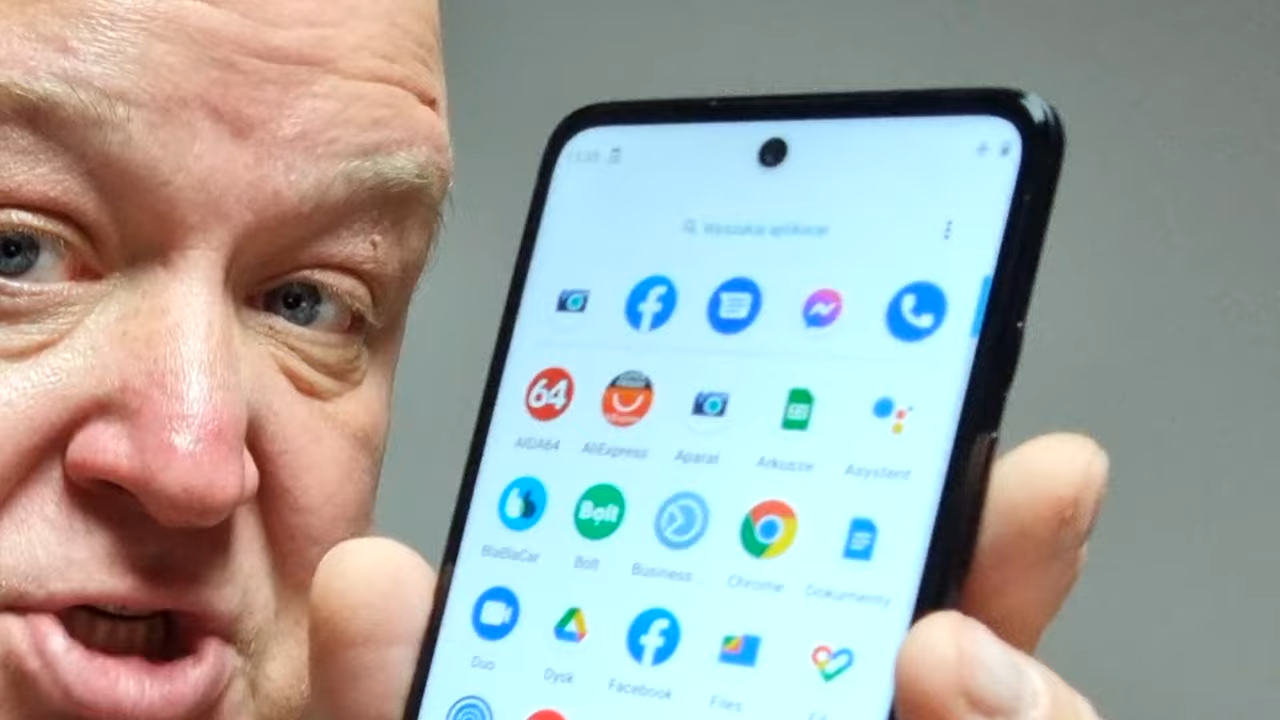 Wyszukaj aplikacje
64
AIDA64 AliExpress Aparat Arkusze Asystent
Bolt
BlaBlaCar Bolt Business... Chrome Dokumenty
Duo Dysk Facebook Files